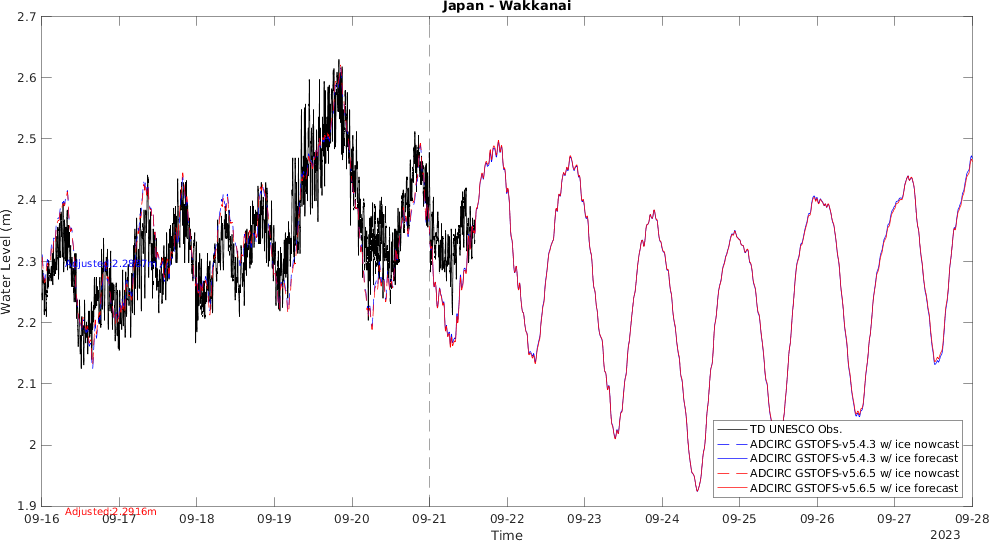 Japan - Wakkanai
2.7
2.6
2.5
2.4
2.3
2.2
2.1
2
1.9
Water Level (m)
TD UNESCO Obs.
ADCIRC GSTOFS-v5.4.3 w/ ice nowcast
ADCIRC GSTOFS-v5.4.3 w/ ice forecast
ADCIRC GSTOFS-v5.6.5 w/ ice nowcast
ADCIRC GSTOFS-v5.6.5 w/ ice forecast
Adjusted:2.2916m
09-16 09-17 09-18 09-19 09-20 09-21 09-22 09-23 09-24 09-25 09-26 09-27 09-28
Time
2023